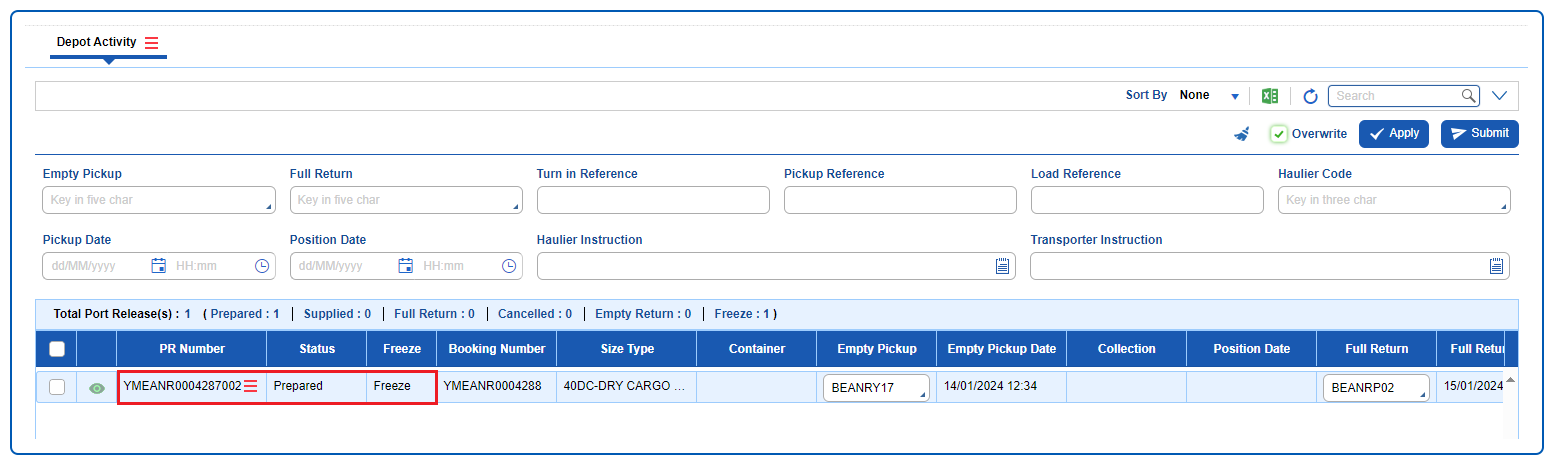 Depot Activity
Sort By None Search
Overwrite Apply Submit
Empty Pickup Full Return Turn in Reference Pickup Reference Load Reference Haulier Code
Key in five char Key in five char Key in three char
Pickup Date Position Date Haulier Instruction Transporter Instruction
dd/MM/yyyy HH:mm dd/MM/yyyy HH:mm
Total Port Release(s) : 1 ( Prepared : 1 | Supplied : 0 | Full Return : 0 | Cancelled : 0 | Empty Return : 0 | Freeze : 1 )
PR Number Status Freeze Booking Number Size Type Container Empty Pickup Empty Pickup Date Collection Position Date Full Return Full Retur
YMEANR0004287002 Prepared Freeze YMEANR0004288 40DC-DRY CARGO ... BEANRY17 14/01/2024 12:34 BEANRP02 15/01/2024